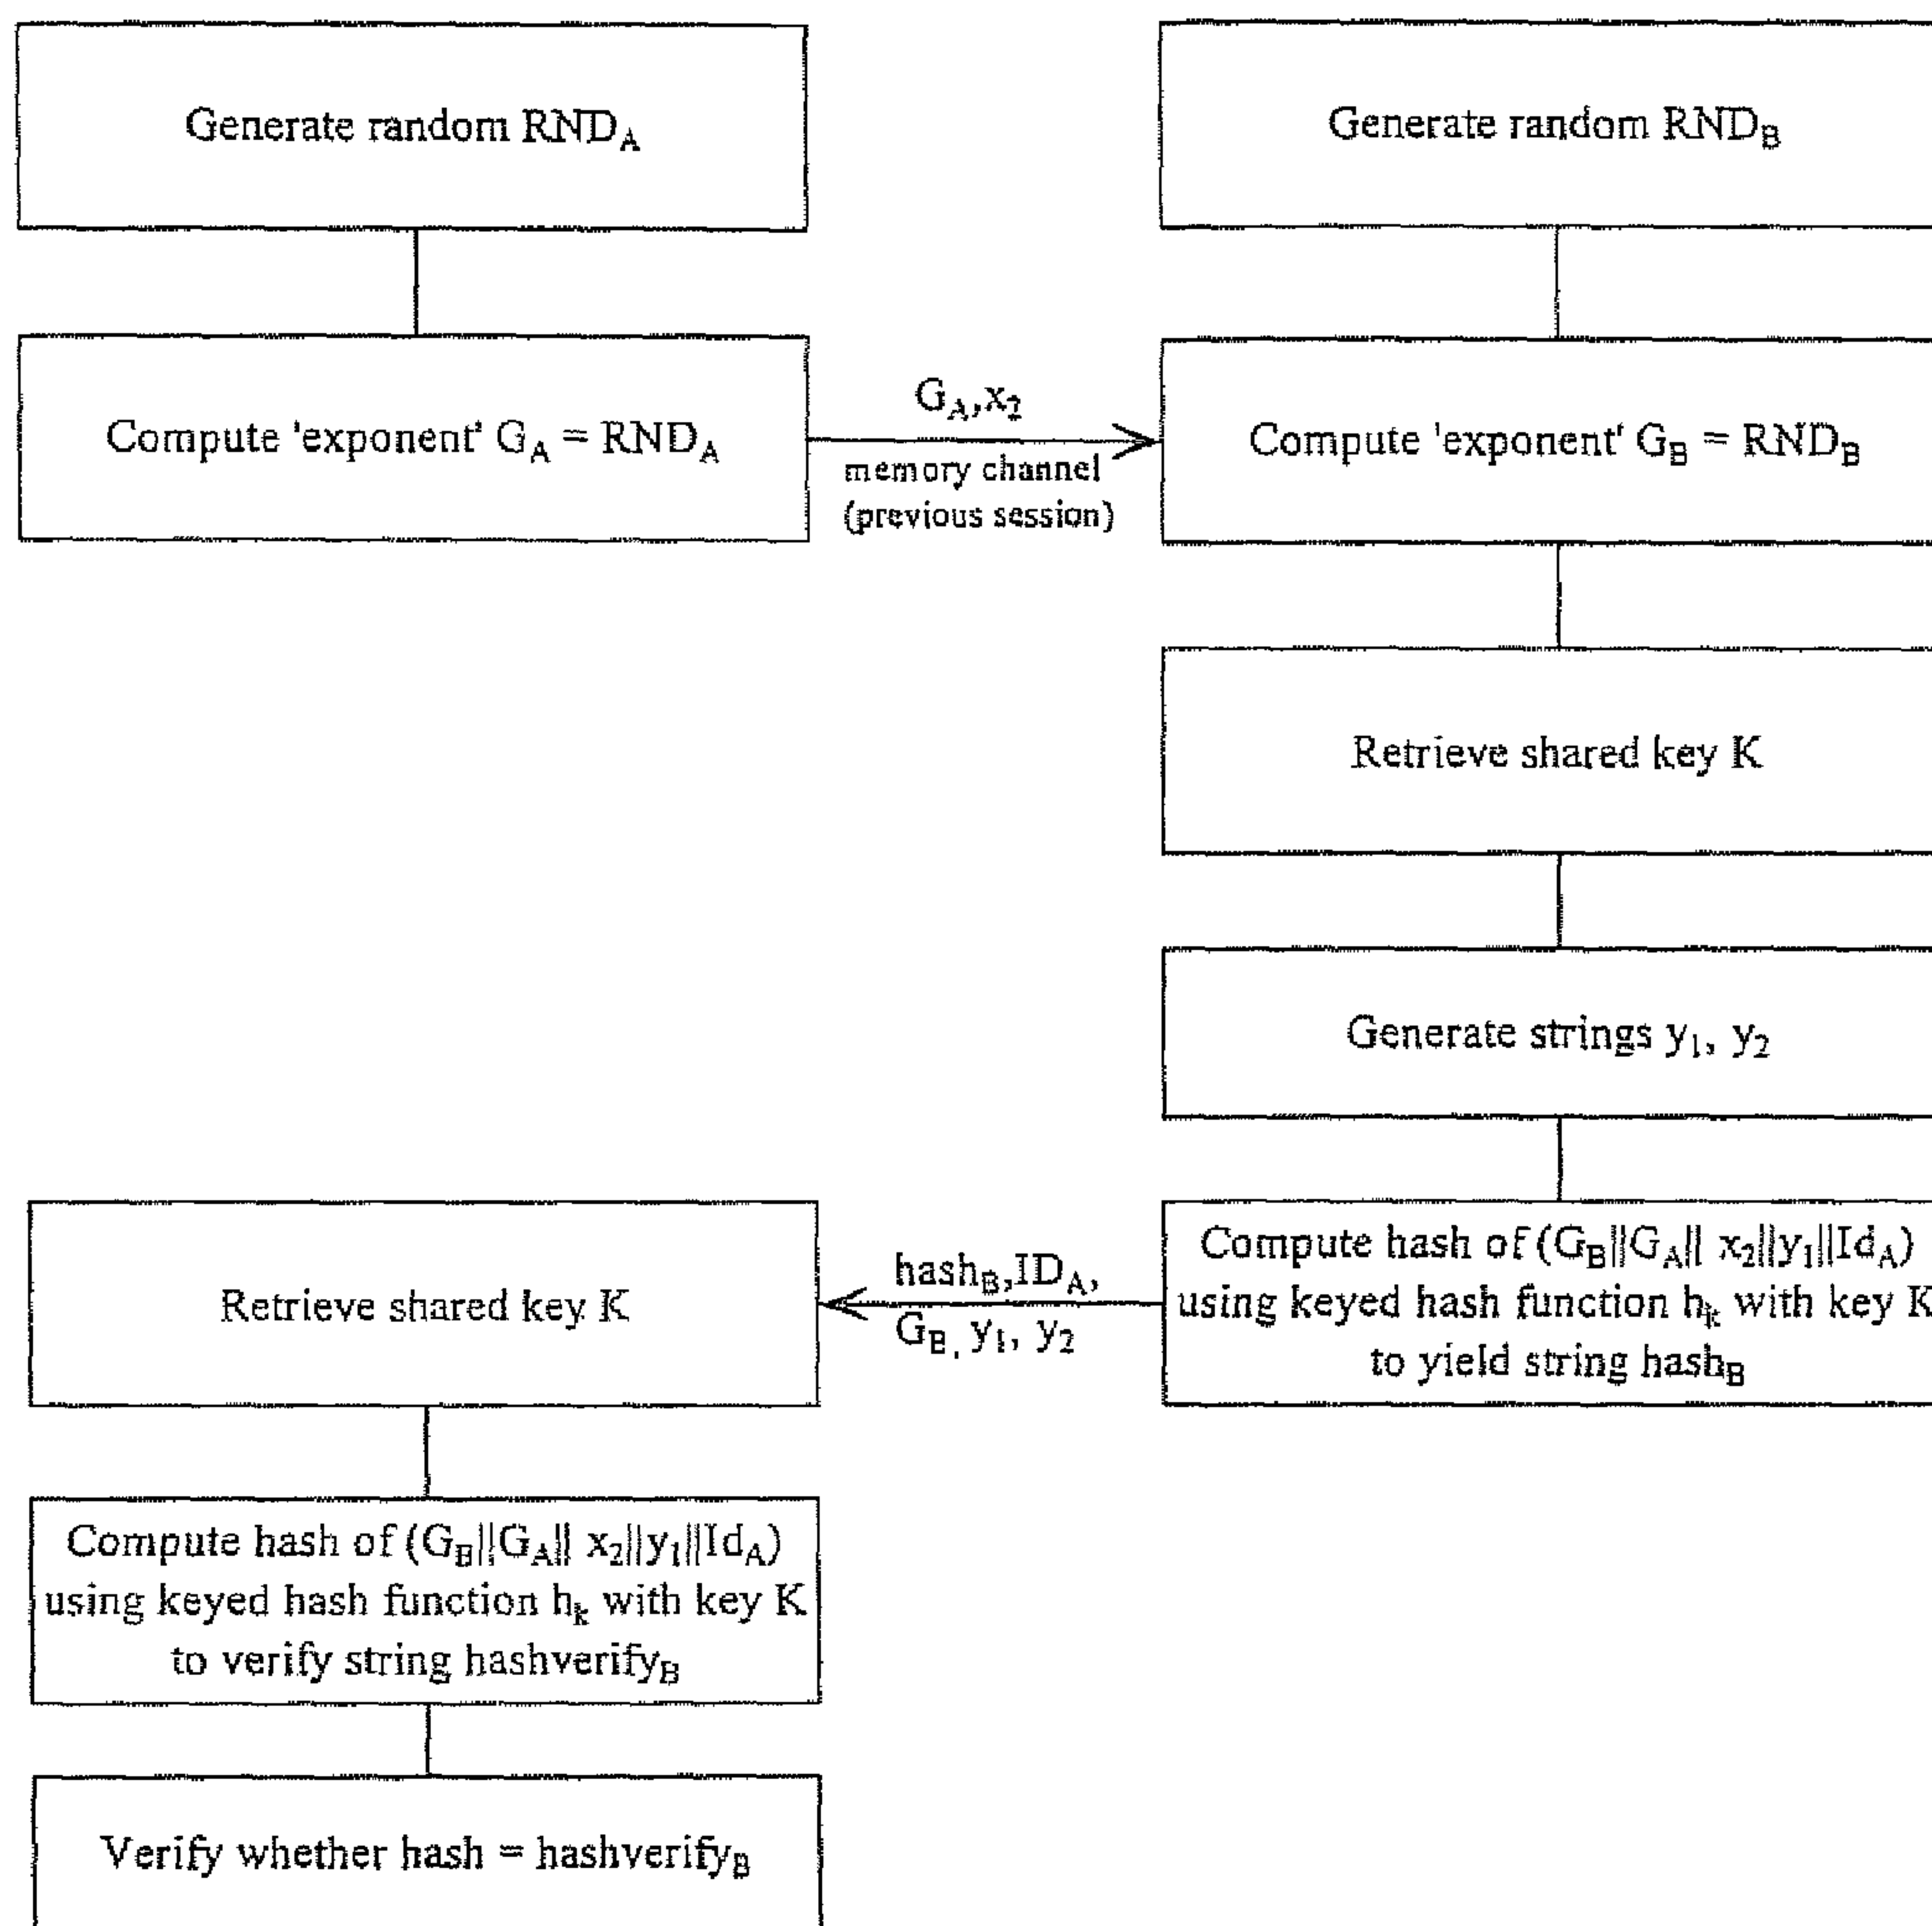 Generate random RND_A
Generate random RND_B
Compute 'exponent' G_A = RND_A
G_A,x_2
memory channel
(previous session)
Compute 'exponent' G_B = RND_B
Retrieve shared key K
Generate strings y_1, y_2
Compute hash of (G_B||G_A|| x_2||y_1||Id_A)
using keyed hash function h_k with key K
to yield string hash_B
hash_B,ID_A,
G_B, y_1, y_2
Retrieve shared key K
Compute hash of (G_B||G_A|| x_2||y_1||Id_A)
using keyed hash function h_k with key K
to verify string hashverify_B
Verify whether hash = hashverify_B